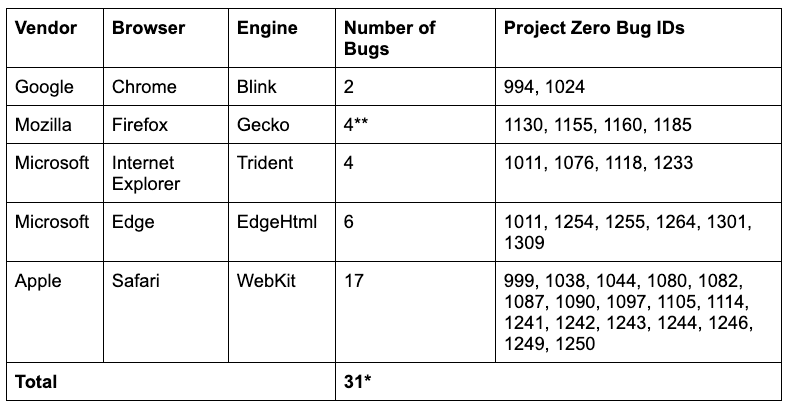 Vendor Browser Engine Number of Bugs Project Zero Bug IDs
Google Chrome Blink 2 994, 1024
Mozilla Firefox Gecko 4** 1130, 1155, 1160, 1185
Microsoft Internet Explorer Trident 4 1011, 1076, 1118, 1233
Microsoft Edge EdgeHtml 6 1011, 1254, 1255, 1264, 1301,
1309
Apple Safari WebKit 17 999, 1038, 1044, 1080, 1082,
1087, 1090, 1097, 1105, 1114,
1241, 1242, 1243, 1244, 1246,
1249, 1250
Total 31*